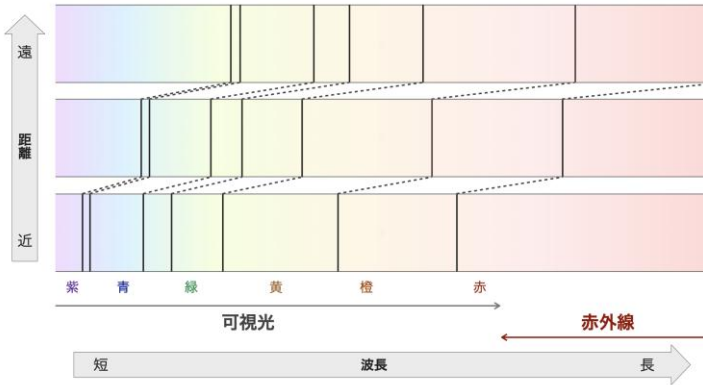 遠
距離
近
紫 青 緑 黄 橙 赤
可視光
赤外線
短 波長 長